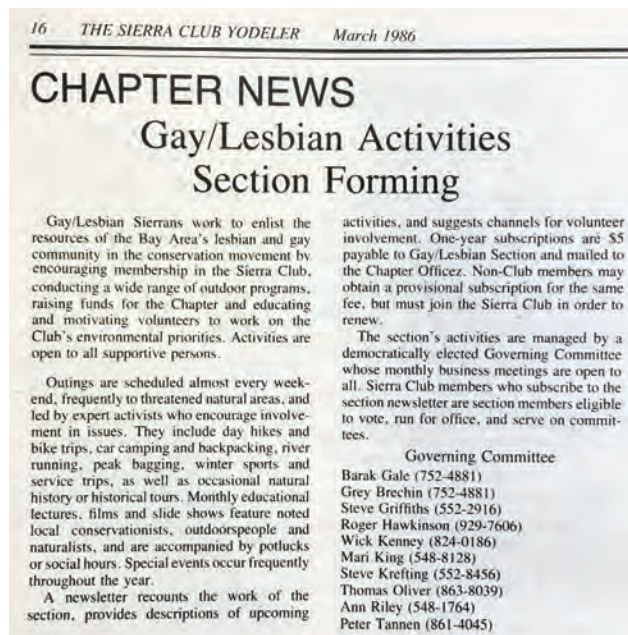 16 THE SIERRA CLUB YODELER March 1986
CHAPTER NEWS
Gay/Lesbian Activities
Section Forming
Gay/Lesbian Sierrans work to enlist the
resources of the Bay Area's lesbian and gay
community in the conservation movement by
encouraging membership in the Sierra Club,
conducting a wide range of outdoor programs,
raising funds for the Chapter and educating
and motivating volunteers to work on the
Club's environmental priorities. Activities are
open to all supportive persons.
Outings are scheduled almost every week-
end, frequently to threatened natural areas, and
led by expert activists who encourage involve-
ment in issues. They include day hikes and
bike trips, car camping and backpacking, river
running, peak bagging, winter sports and
service trips, as well as occasional natural
history or historical tours. Monthly educational
lectures, films and slide shows feature noted
local conservationists, outdoorspeople and
naturalists, and are accompanied by potlucks
or social hours. Special events occur frequently
throughout the year.
A newsletter recounts the work of the
section, provides descriptions of upcoming
activities, and suggests channels for volunteer
involvement. One-year subscriptions are $5
payable to Gay/Lesbian Section and mailed to
the Chapter Officez. Non-Club members may
obtain a provisional subscription for the same
fee, but must join the Sierra Club in order to
renew.
The section's activities are managed by a
democratically elected Governing Committee
whose monthly business meetings are open to
all. Sierra Club members who subscribe to the
section newsletter are section members eligible
to vote, run for office, and serve on commit-
tees.
Governing Committee
Barak Gale (752-4881)
Grey Brechin (752-4881)
Steve Griffiths (552-2916)
Roger Hawkinson (929-7606)
Wick Kenney (824-0186)
Mari King (548-8128)
Steve Krefting (552-8456)
Thomas Oliver (863-8039)
Ann Riley (548-1764)
Peter Tannen (861-4045)